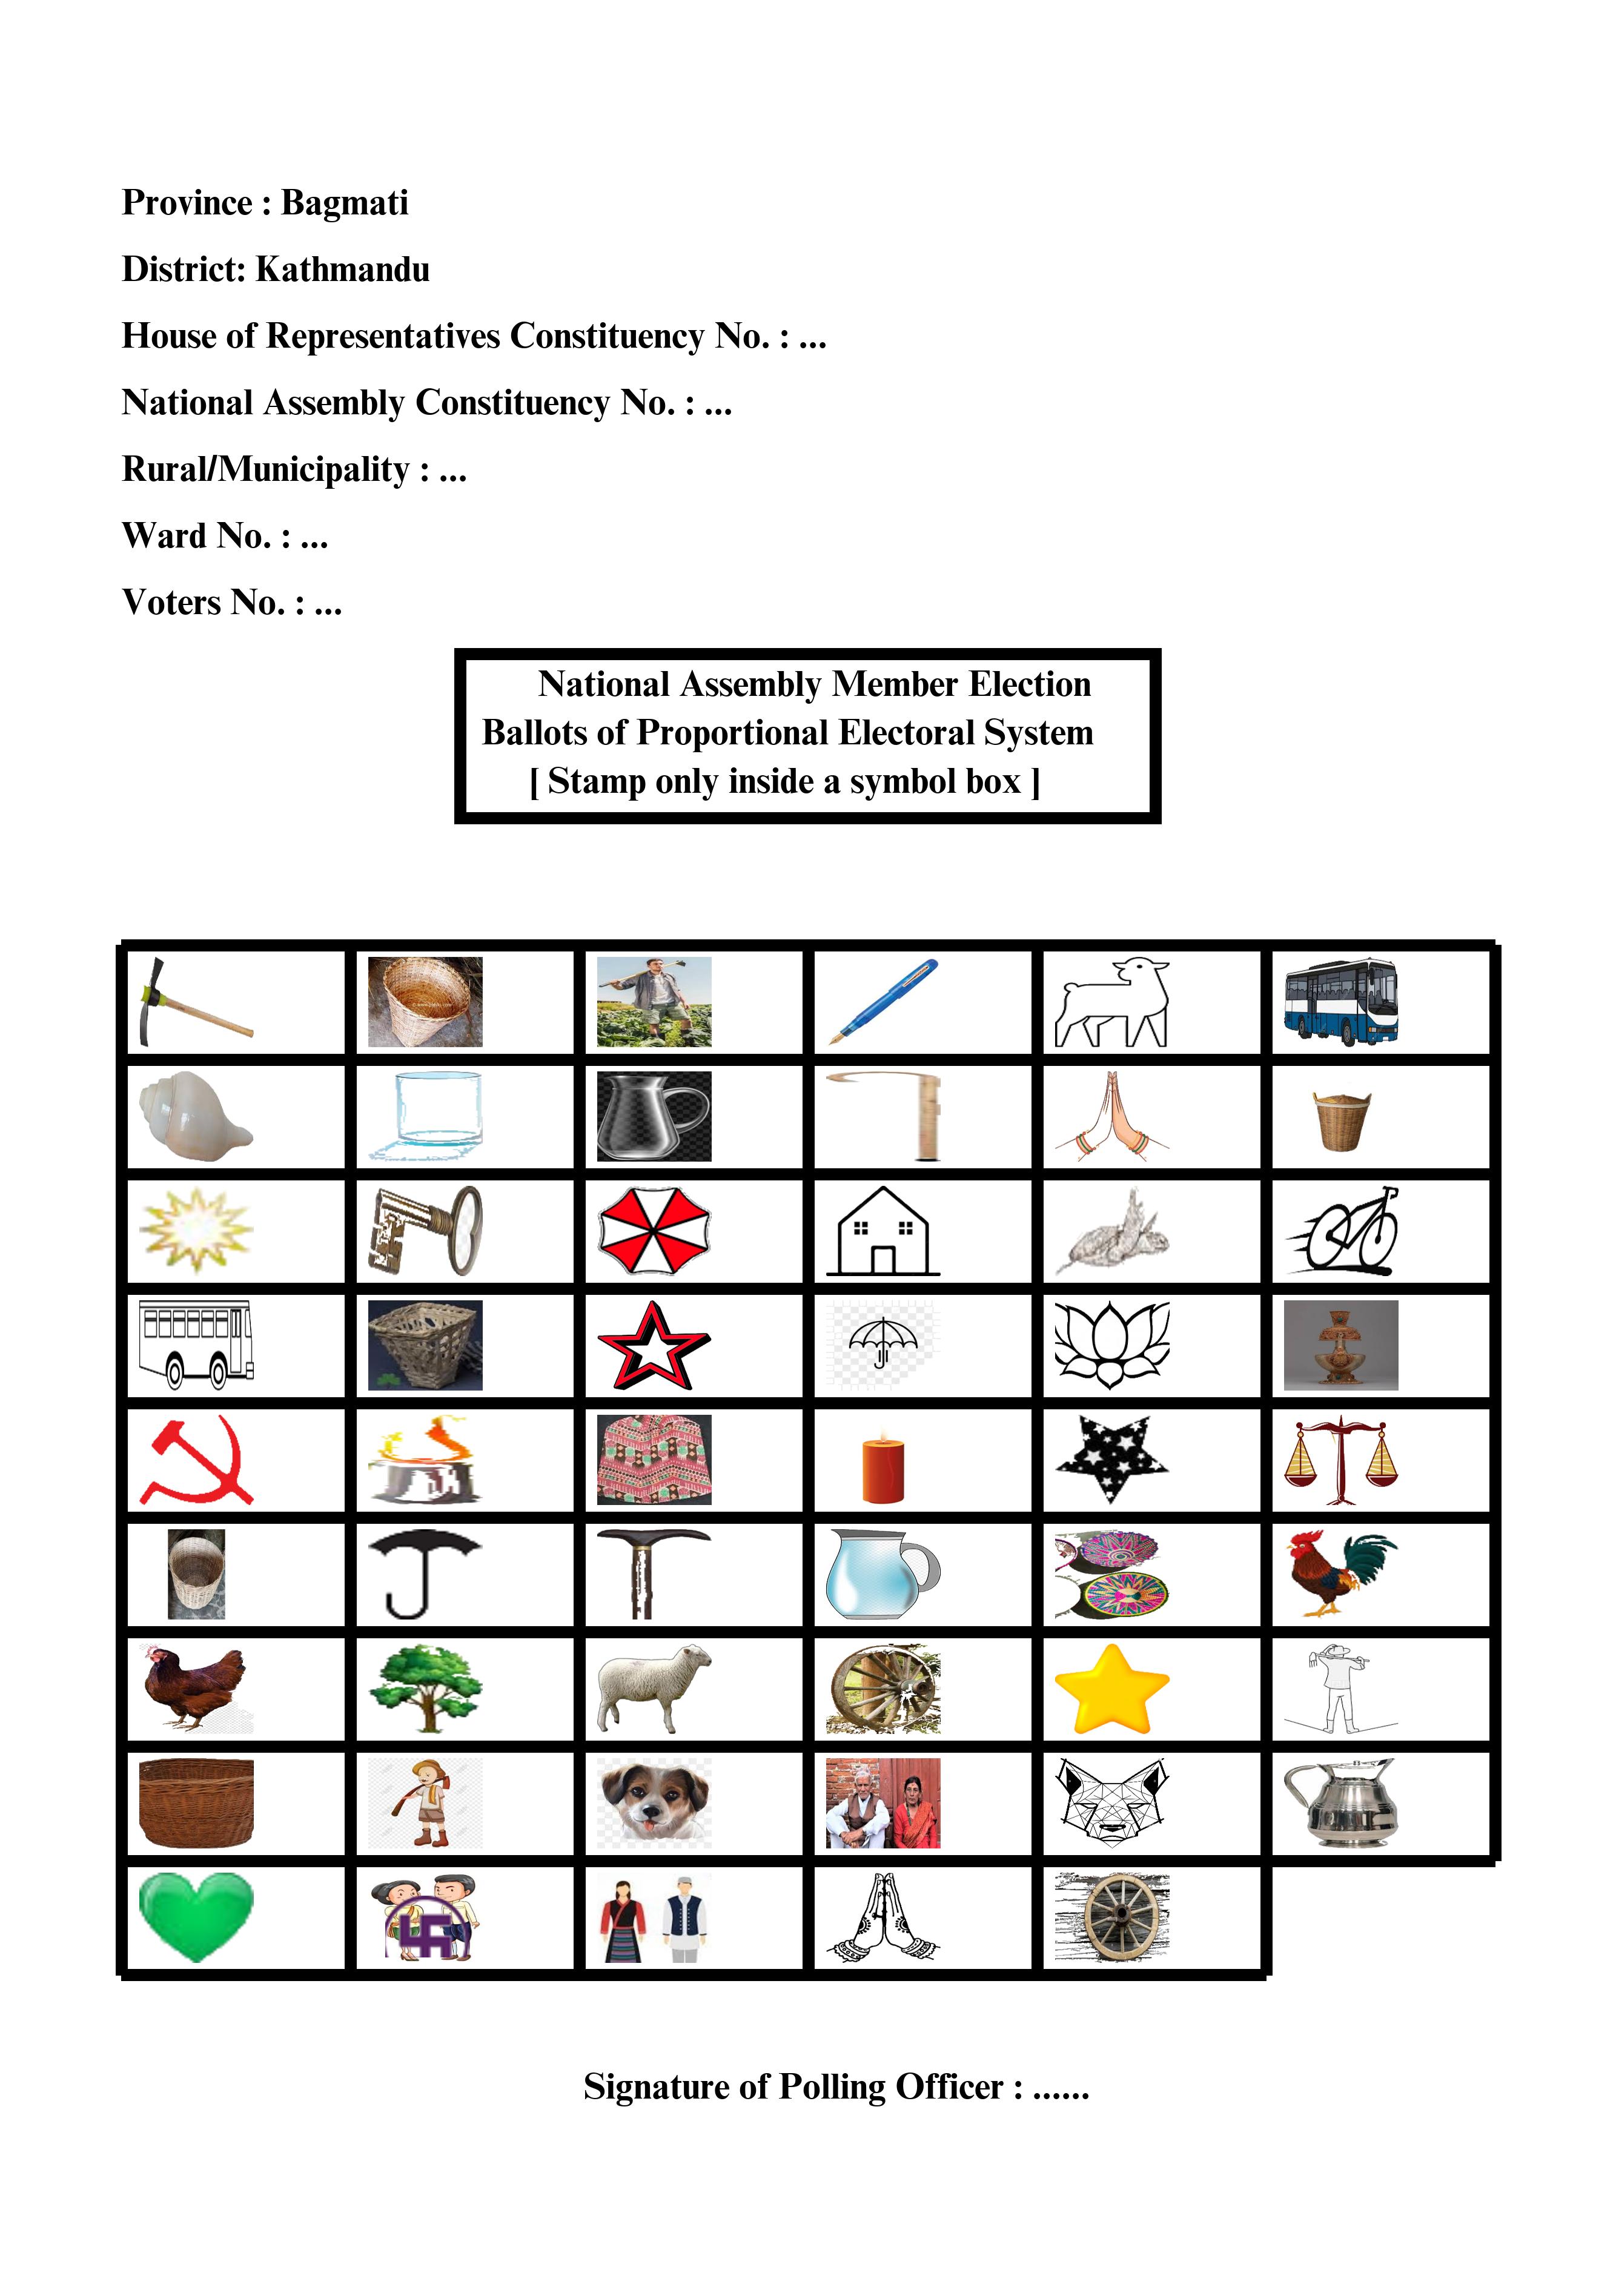 Province : Bagmati
District: Kathmandu
House of Representatives Constituency No. : ...
National Assembly Constituency No. : ...
Rural/Municipality : ...
Ward No. : ...
Voters No. : ...
National Assembly Member Election
Ballots of Proportional Electoral System
[ Stamp only inside a symbol box ]
Signature of Polling Officer : ......